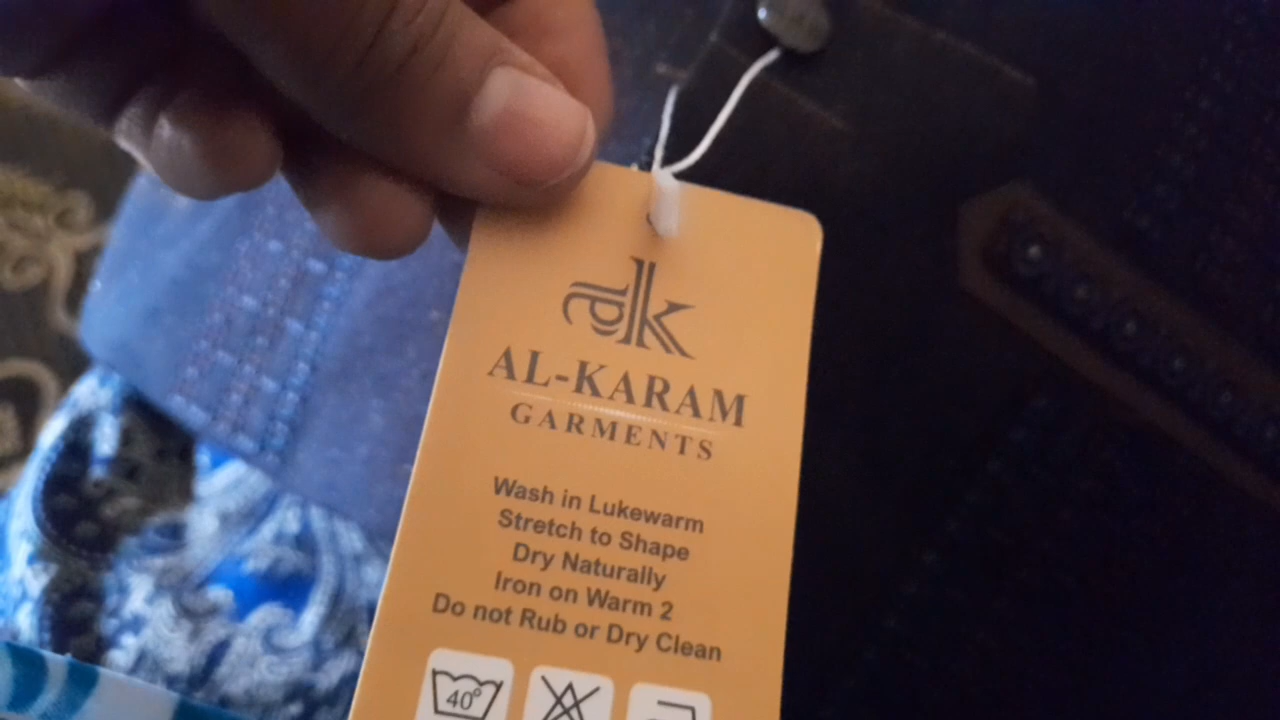 ak
AL-KARAM
GARMENTS
Wash in Lukewarm
Stretch to Shape
Dry Naturally
Iron on Warm 2
Do not Rub or Dry Clean
40°